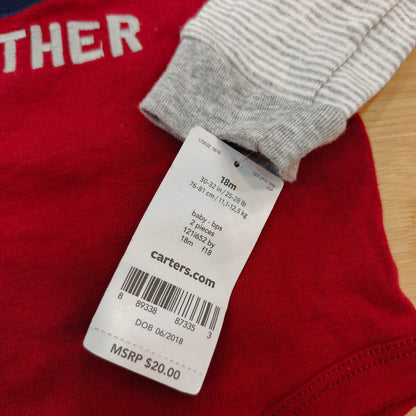 THER
18m
30-32 in / 25-28 lb
76-81 cm / 11,1-12,5 kg
baby - bps
2 pieces
121i652 by
18m f18
carters.com
8 89338 87335 3
DOB 06/2018
MSRP $20.00